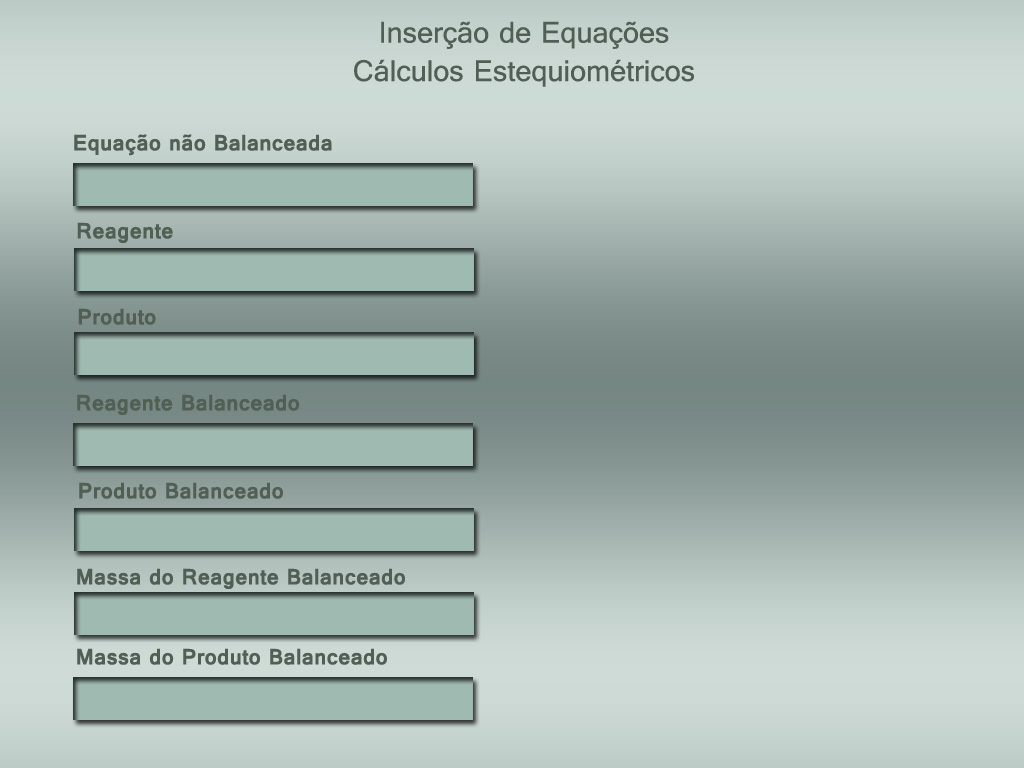 Inserção de Equações
Cálculos Estequiométricos
Equação não Balanceada
Reagente
Produto
Reagente Balanceado
Produto Balanceado
Massa do Reagente Balanceado
Massa do Produto Balanceado